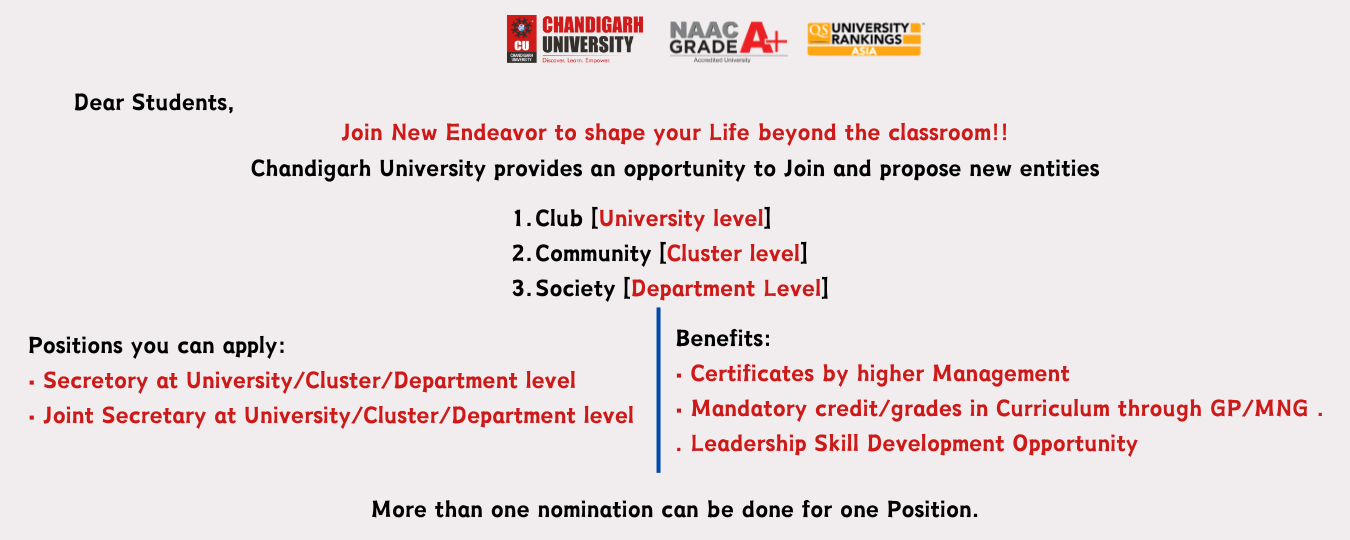 CHANDIGARH
UNIVERSITY
Discover. Learn. Empower.
CU
CHANDIGARH
UNIVERSITY
NAAC
GRADE A+
Accredited University
QS UNIVERSITY
RANKINGS
ASIA
Dear Students,
Join New Endeavor to shape your Life beyond the classroom!!
Chandigarh University provides an opportunity to Join and propose new entities
1. Club [University level]
2. Community [Cluster level]
3. Society [Department Level]
Positions you can apply:
• Secretory at University/Cluster/Department level
• Joint Secretary at University/Cluster/Department level
Benefits:
• Certificates by higher Management
• Mandatory credit/grades in Curriculum through GP/MNG .
. Leadership Skill Development Opportunity
More than one nomination can be done for one Position.